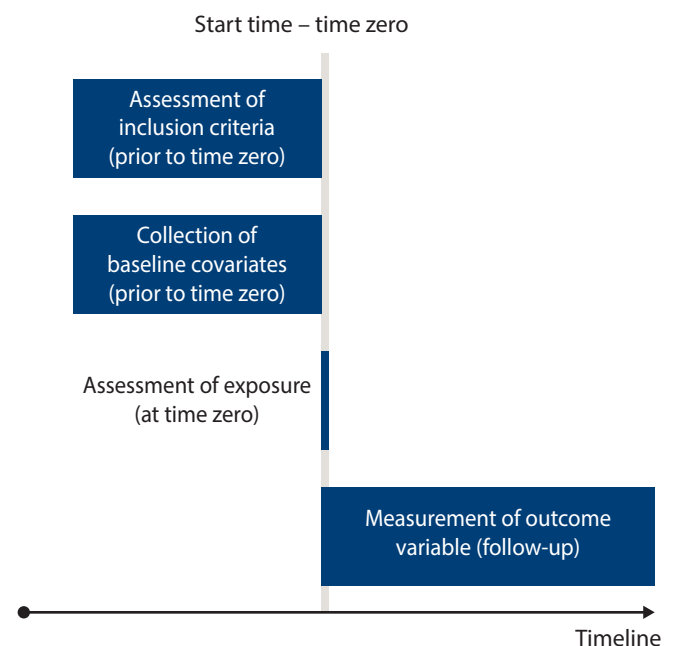 Start time – time zero
Assessment of
inclusion criteria
(prior to time zero)
Collection of
baseline covariates
(prior to time zero)
Assessment of exposure
(at time zero)
Measurement of outcome
variable (follow-up)
Timeline